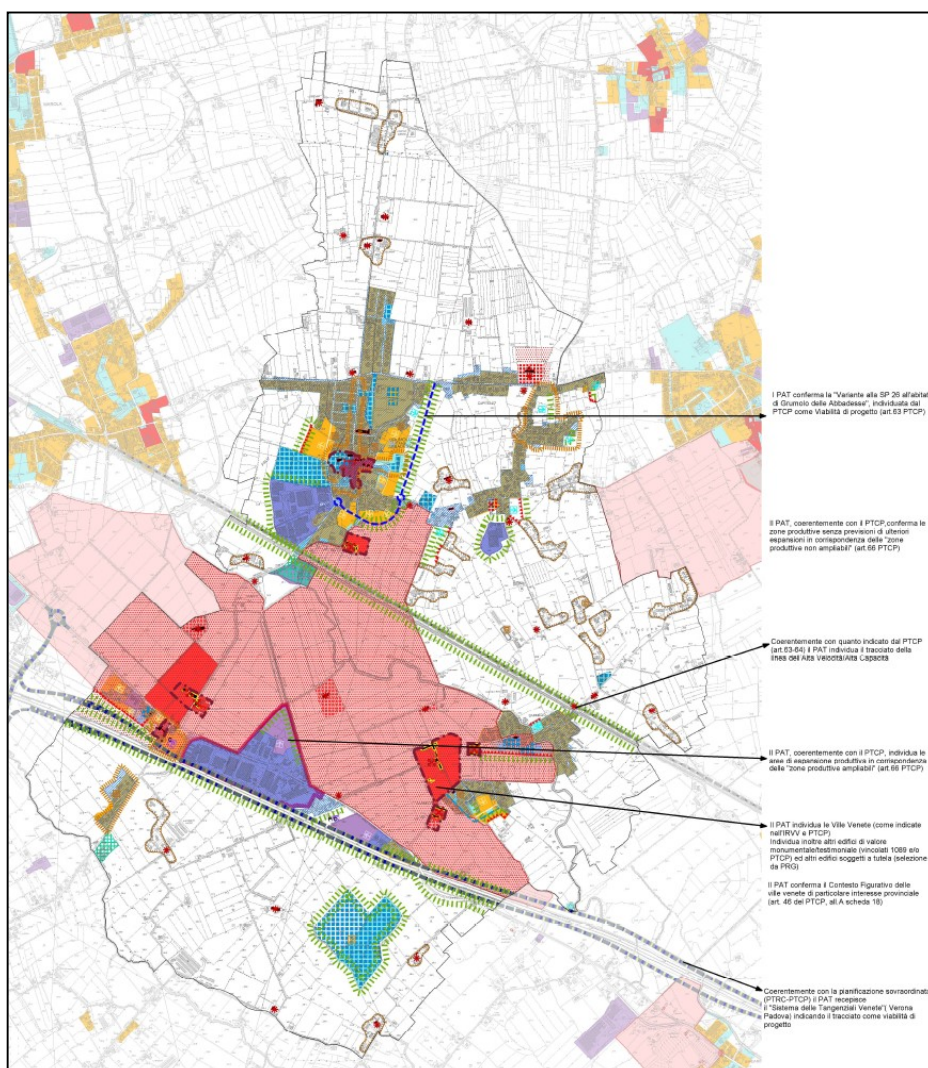 I PAT conferma la "Variante alla SP 26 all'abitat
di Grumolo delle Abbadesse", individuata dal
PTCP come Viabilità di progetto (art.63 PTCP)
Il PAT, coerentemente con il PTCP,conferma le
zone produttive senza previsioni di ulteriori
espansioni in corrispondenza delle "zone
produttive non ampliabili" (art.66 PTCP)
Coerentemente con quanto indicato dal PTCP
(art.63-64) il PAT individua il tracciato della
linea dell'Alta Velocità/Alta Capacità
Il PAT, coerentemente con il PTCP, individua le
aree di espansione produttiva in corrispondenza
delle "zone produttive ampliabili" (art.66 PTCP)
Il PAT individua le Ville Venete (come indicate
nell'IRVV e PTCP)
Individua inoltre altri edifici di valore
monumentale/testimoniale (vincolati 1089 e/o
PTCP) ed altri edifici soggetti a tutela (selezione
da PRG)
Il PAT conferma il Contesto Figurativo delle
ville venete di particolare interesse provinciale
(art. 46 del PTCP, all.A scheda 18)
Coerentemente con la pianificazione sovraordinat
(PTRC-PTCP) il PAT recepisce
il "Sistema delle Tangenziali Venete"( Verona
Padova) indicando il tracciato come viabilità di
progetto